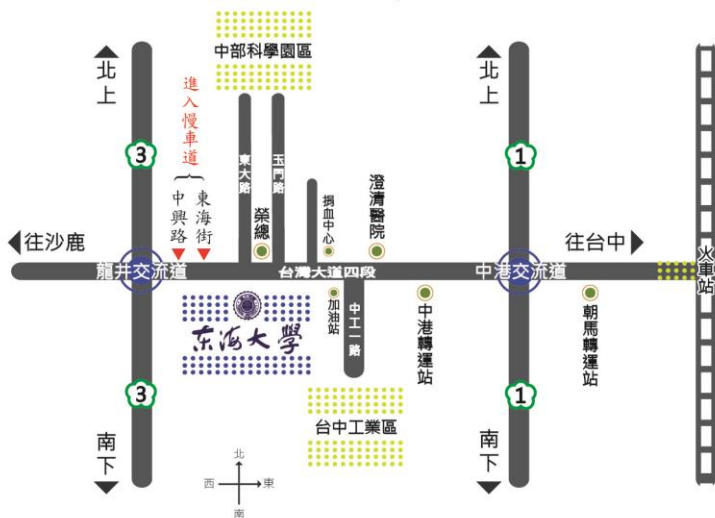 中部科學園區
北上
北上
進入慢車道
3
1
東大路
玉門路
中興路
東海街
榮總
捐血中心
澄清醫院
往沙鹿
往台中
龍井交流道
台灣大道四段
中港交流道
火車站
东海大學
加油站
中工一路
中港轉運站
朝馬轉運站
3
1
台中工業區
南下
南下
北
西
東
南